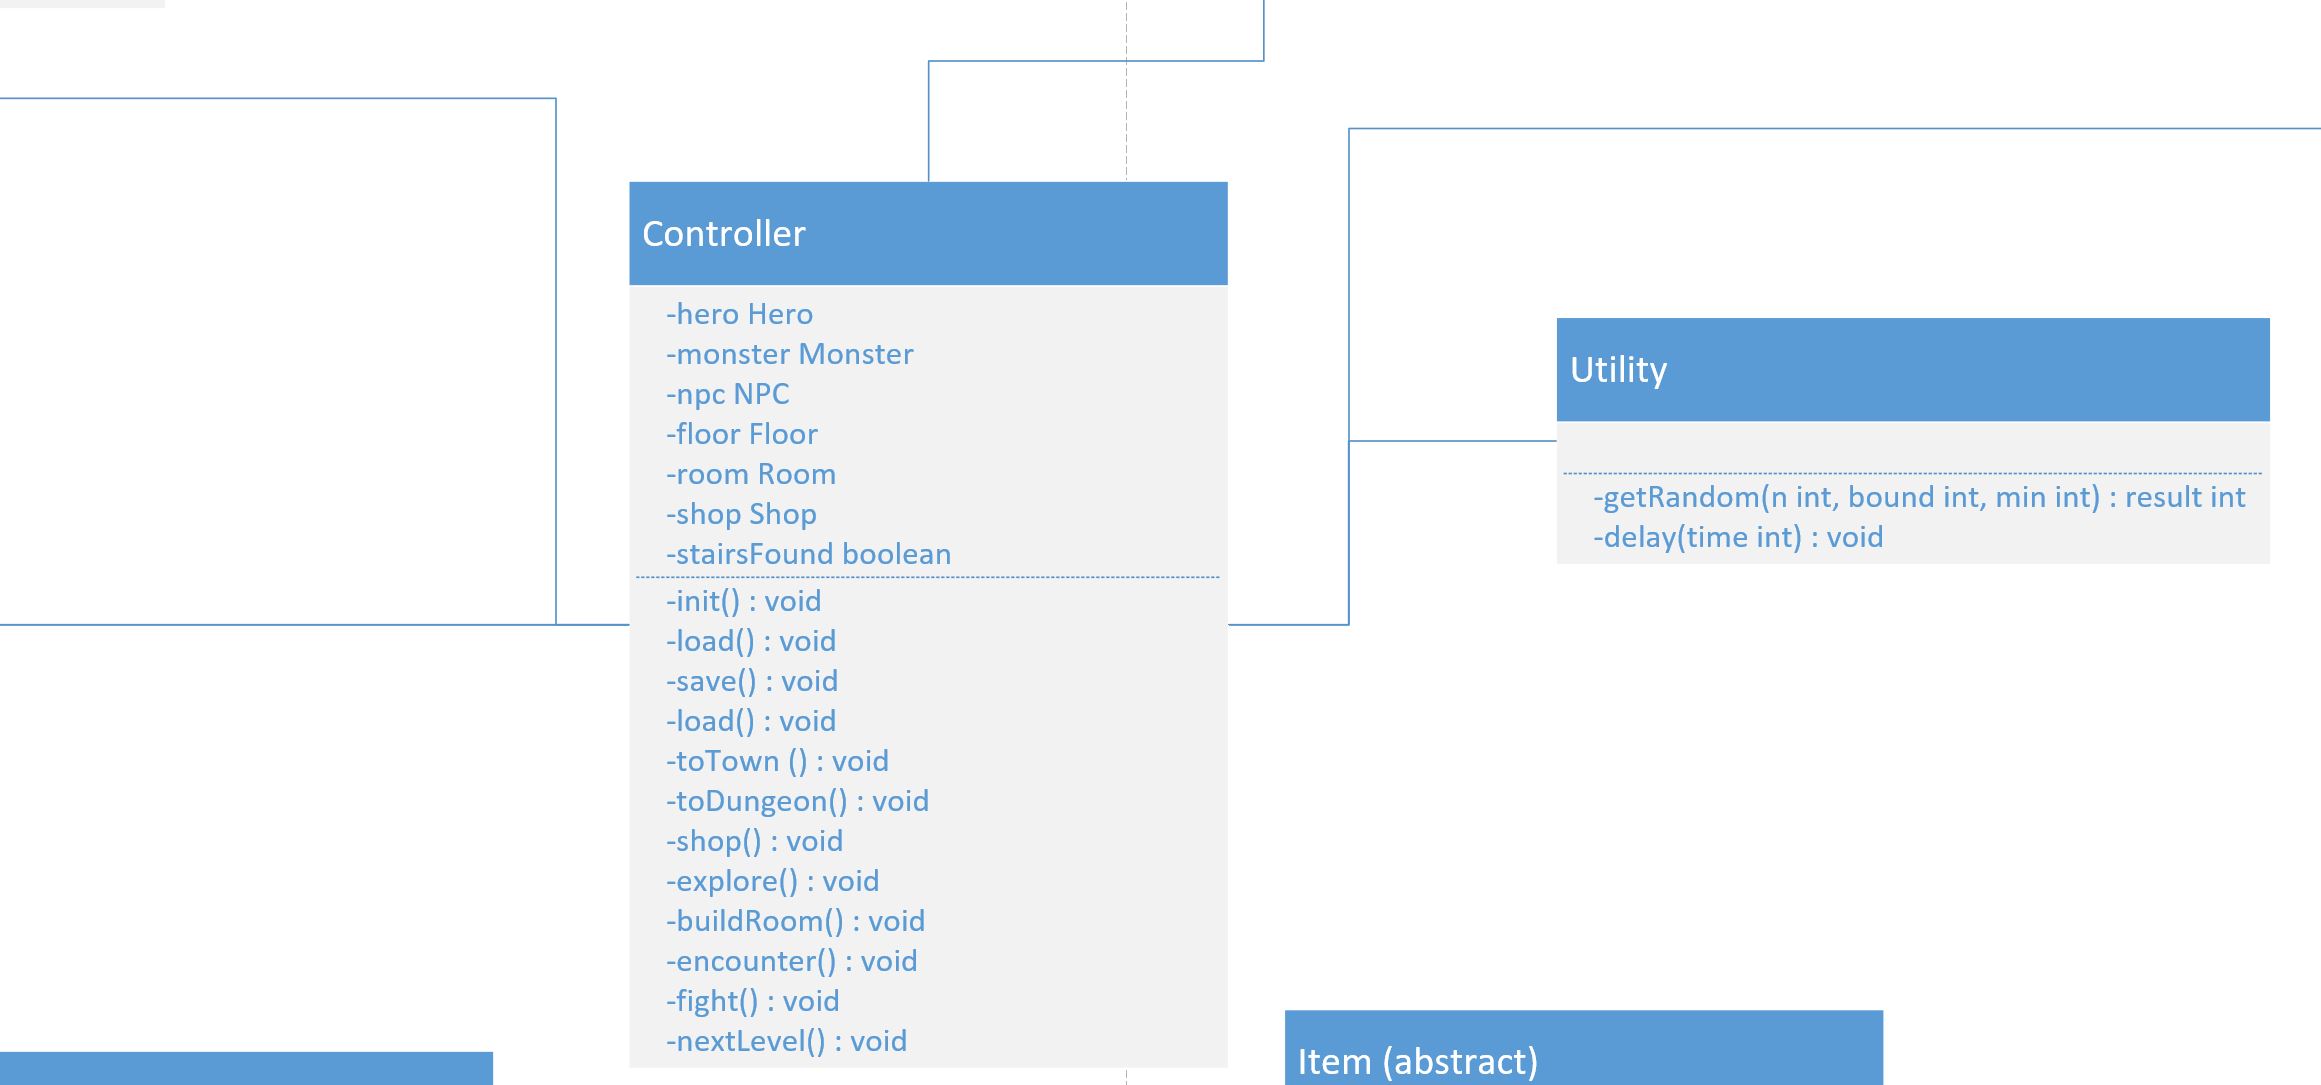 Controller
-hero Hero
-monster Monster
-npc NPC
-floor Floor
-room Room
-shop Shop
-stairsFound boolean
-init() : void
-load() : void
-save() : void
-load() : void
-toTown () : void
-toDungeon() : void
-shop() : void
-explore() : void
-buildRoom() : void
-encounter() : void
-fight() : void
-nextLevel() : void
Utility
-getRandom(n int, bound int, min int) : result int
-delay(time int) : void
Item (abstract)